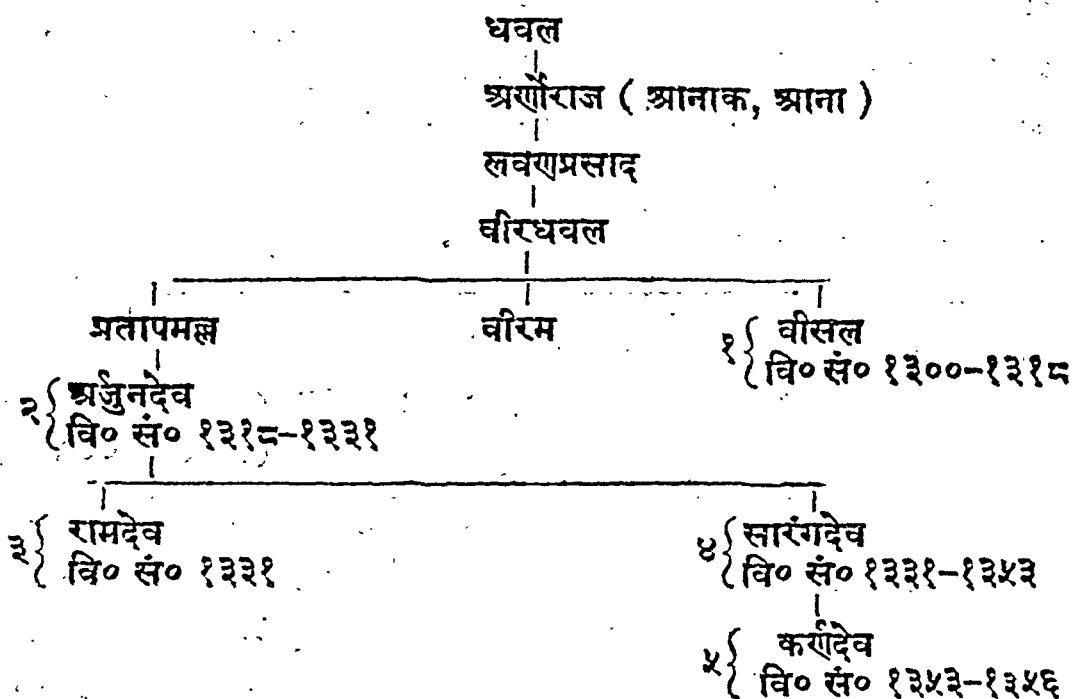 धवल
अर्णोराज ( आनाक, आना )
लवणप्रसाद
वीरधवल
प्रतापमल्ल वीरम १ { वीसल
वि० सं० १३००-१३१८
२ { अर्जुनदेव
वि० सं० १३१८-१३३१
३ { रामदेव ४ { सारंगदेव
वि० सं० १३३१ वि० सं० १३३१-१३५३
५ { कर्णदेव
वि० सं० १३५३-१३५६